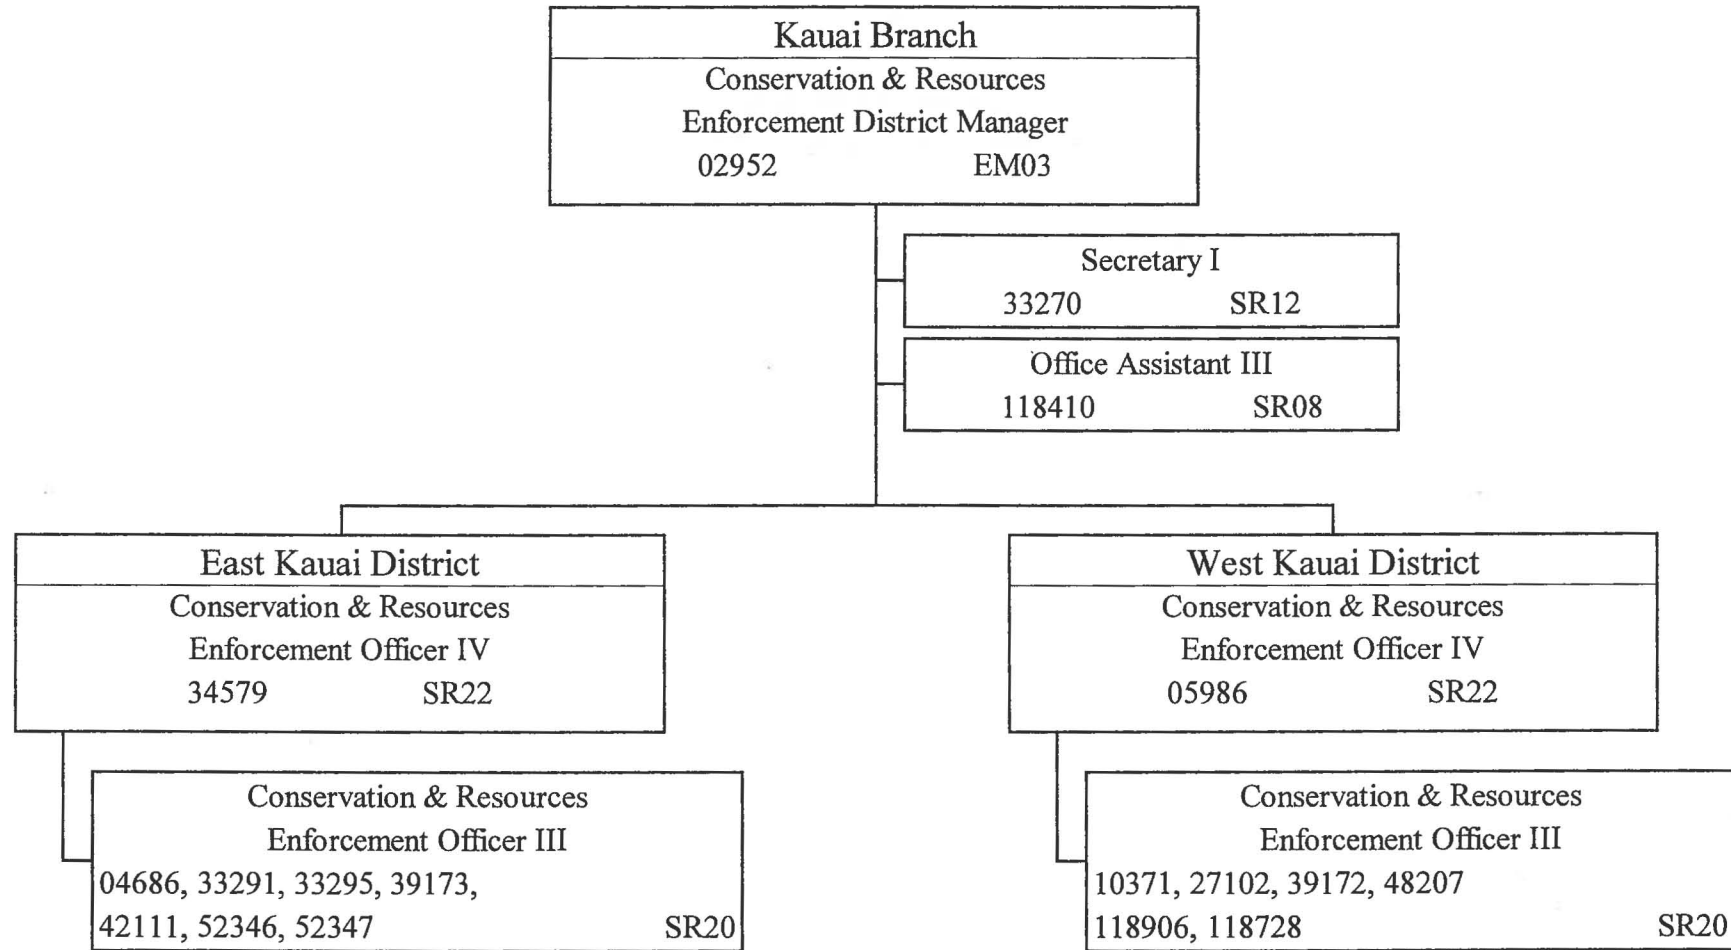 Kauai Branch
Conservation & Resources
Enforcement District Manager
02952 EM03
Secretary I
33270 SR12
Office Assistant III
118410 SR08
East Kauai District
Conservation & Resources
Enforcement Officer IV
34579 SR22
Conservation & Resources
Enforcement Officer III
04686, 33291, 33295, 39173,
42111, 52346, 52347 SR20
West Kauai District
Conservation & Resources
Enforcement Officer IV
05986 SR22
Conservation & Resources
Enforcement Officer III
10371, 27102, 39172, 48207
118906, 118728 SR20